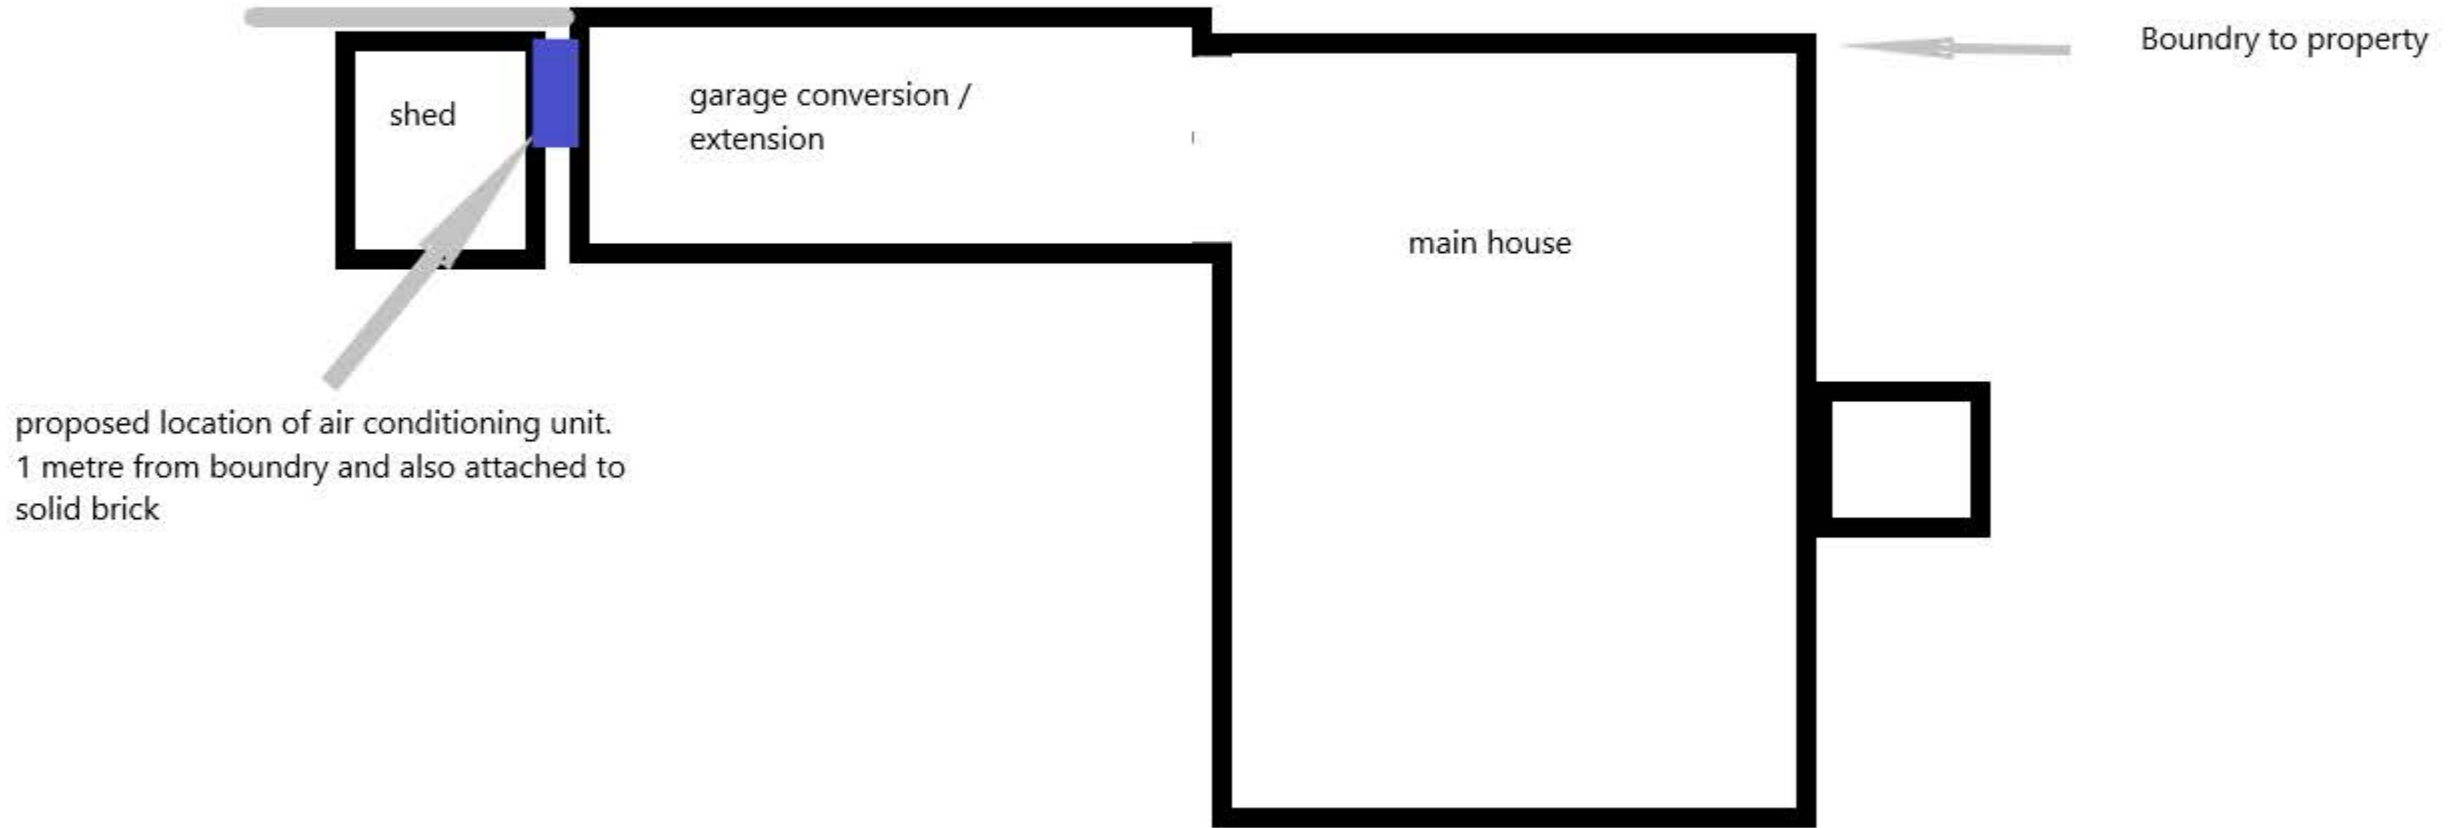 Boundry to property
garage conversion /
extension
shed
main house
proposed location of air conditioning unit.
1 metre from boundry and also attached to
solid brick